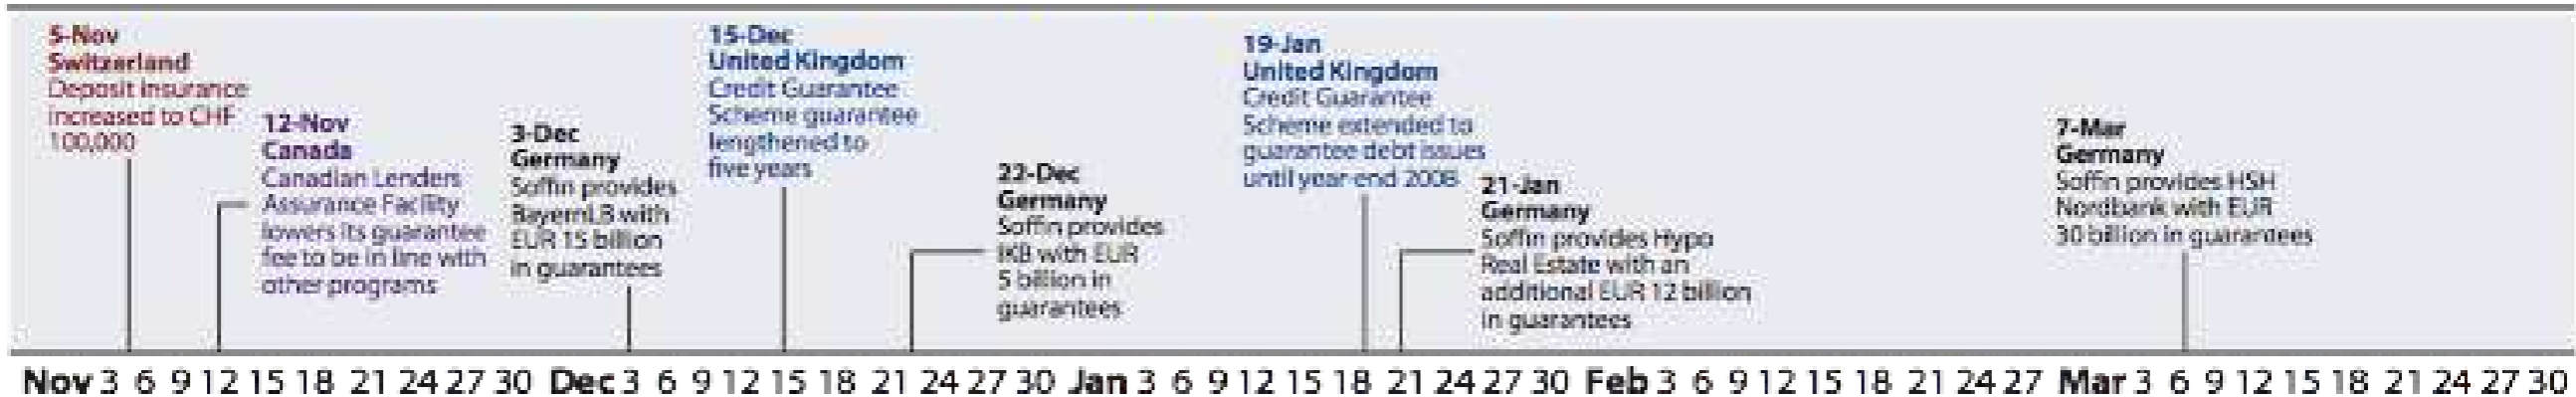 5-Nov
Switzerland
Deposit insurance
increased to CHF
100,000
12-Nov
Canada
Canadian Lenders
Assurance Facility
lowers its guarantee
fee to be in line with
other programs
3-Dec
Germany
Soffin provides
BayernLB with
EUR 15 billion
in guarantees
15-Dec
United Kingdom
Credit Guarantee
Scheme guarantee
lengthened to
five years
22-Dec
Germany
Soffin provides
IKB with EUR
5 billion in
guarantees
19-Jan
United Kingdom
Credit Guarantee
Scheme extended to
guarantee debt issues
until year-end 2008
21-Jan
Germany
Soffin provides Hypo
Real Estate with an
additional EUR 12 billion
in guarantees
7-Mar
Germany
Soffin provides HSH
Nordbank with EUR
30 billion in guarantees
Nov 3 6 9 12 15 18 21 24 27 30 Dec 3 6 9 12 15 18 21 24 27 30 Jan 3 6 9 12 15 18 21 24 27 30 Feb 3 6 9 12 15 18 21 24 27 Mar 3 6 9 12 15 18 21 24 27 30